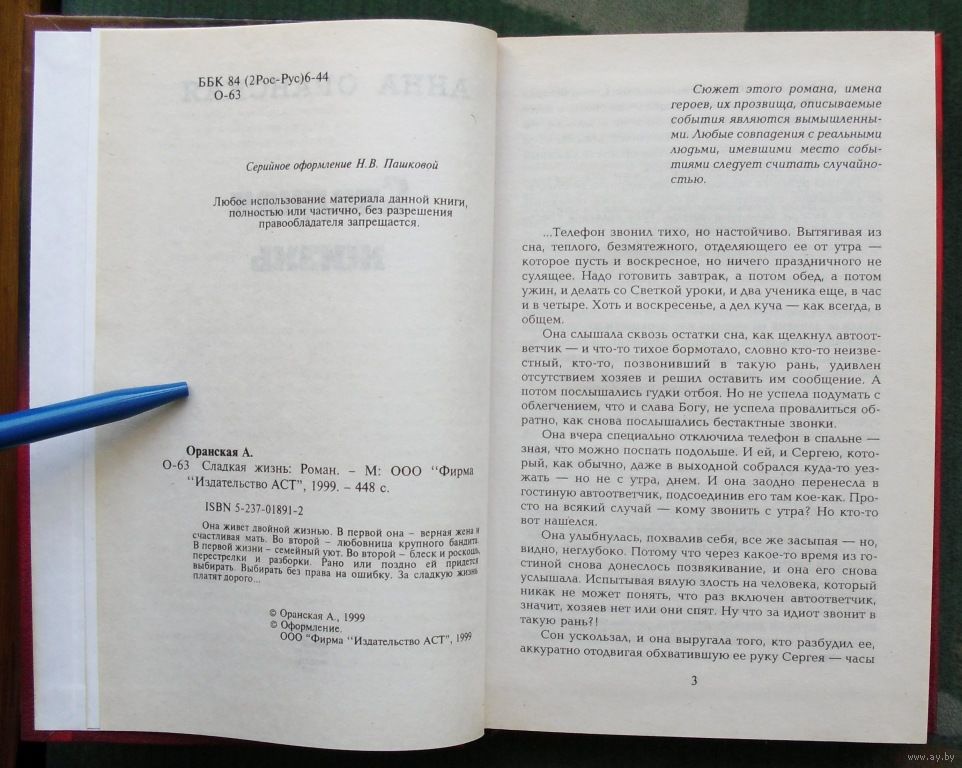 ББК 84 (2Рос-Рус)6-44
О-63
Серийное оформление Н.В. Пашковой
Любое использование материала данной книги,
полностью или частично, без разрешения
правообладателя запрещается.
Оранская А.
О-63 Сладкая жизнь: Роман. – М: ООО "Фирма
"Издательство АСТ", 1999. – 448 с.
ISBN 5-237-01891-2
Она живет двойной жизнью. В первой она – верная жена и
счастливая мать. Во второй – любовница крупного бандита.
В первой жизни – семейный уют. Во второй – блеск и роскошь,
перестрелки и разборки. Рано или поздно ей придется
выбирать. Выбирать без права на ошибку. За сладкую жизнь
платят дорого...
© Оранская А., 1999
© Оформление.
ООО "Фирма "Издательство АСТ", 1999
Сюжет этого романа, имена
героев, их прозвища, описываемые
события являются вымышленны-
ми. Любые совпадения с реальными
людьми, имевшими место собы-
тиями следует считать случайно-
стью.
...Телефон звонил тихо, но настойчиво. Вытягивая из
сна, теплого, безмятежного, отделяющего ее от утра —
которое пусть и воскресное, но ничего праздничного не
сулящее. Надо готовить завтрак, а потом обед, а потом
ужин, и делать со Светкой уроки, и два ученика еще, в час
и в четыре. Хоть и воскресенье, а дел куча — как всегда, в
общем.
Она слышала сквозь остатки сна, как щелкнул автоот-
ветчик — и что-то тихое бормотало, словно кто-то неизве-
стный, кто-то, позвонивший в такую рань, удивлен
отсутствием хозяев и решил оставить им сообщение. А
потом послышались гудки отбоя. Но не успела подумать с
облегчением, что и слава Богу, не успела провалиться об-
ратно, как снова послышались бестактные звонки.
Она вчера специально отключила телефон в спальне —
зная, что можно поспать подольше. И ей, и Сергею, кото-
рый, как обычно, даже в выходной собрался куда-то уез-
жать — но не с утра, днем. И она заодно перенесла в
гостиную автоответчик, подсоединив его там кое-как. Про-
сто на всякий случай — кому звонить с утра? Но кто-то
вот нашелся.
Она улыбнулась, похвалив себя, все же засыпая — но,
видно, неглубоко. Потому что через какое-то время из го-
стиной снова донеслось позвякивание, и она его снова
услышала. Испытывая вялую злость на человека, который
никак не может понять, что раз включен автоответчик,
значит, хозяев нет или они спят. Ну что за идиот звонит в
такую рань?!
Сон ускользал, и она выругала того, кто разбудил ее,
аккуратно отодвигая обхватившую ее руку Сергея — часы
3
www.ay.by